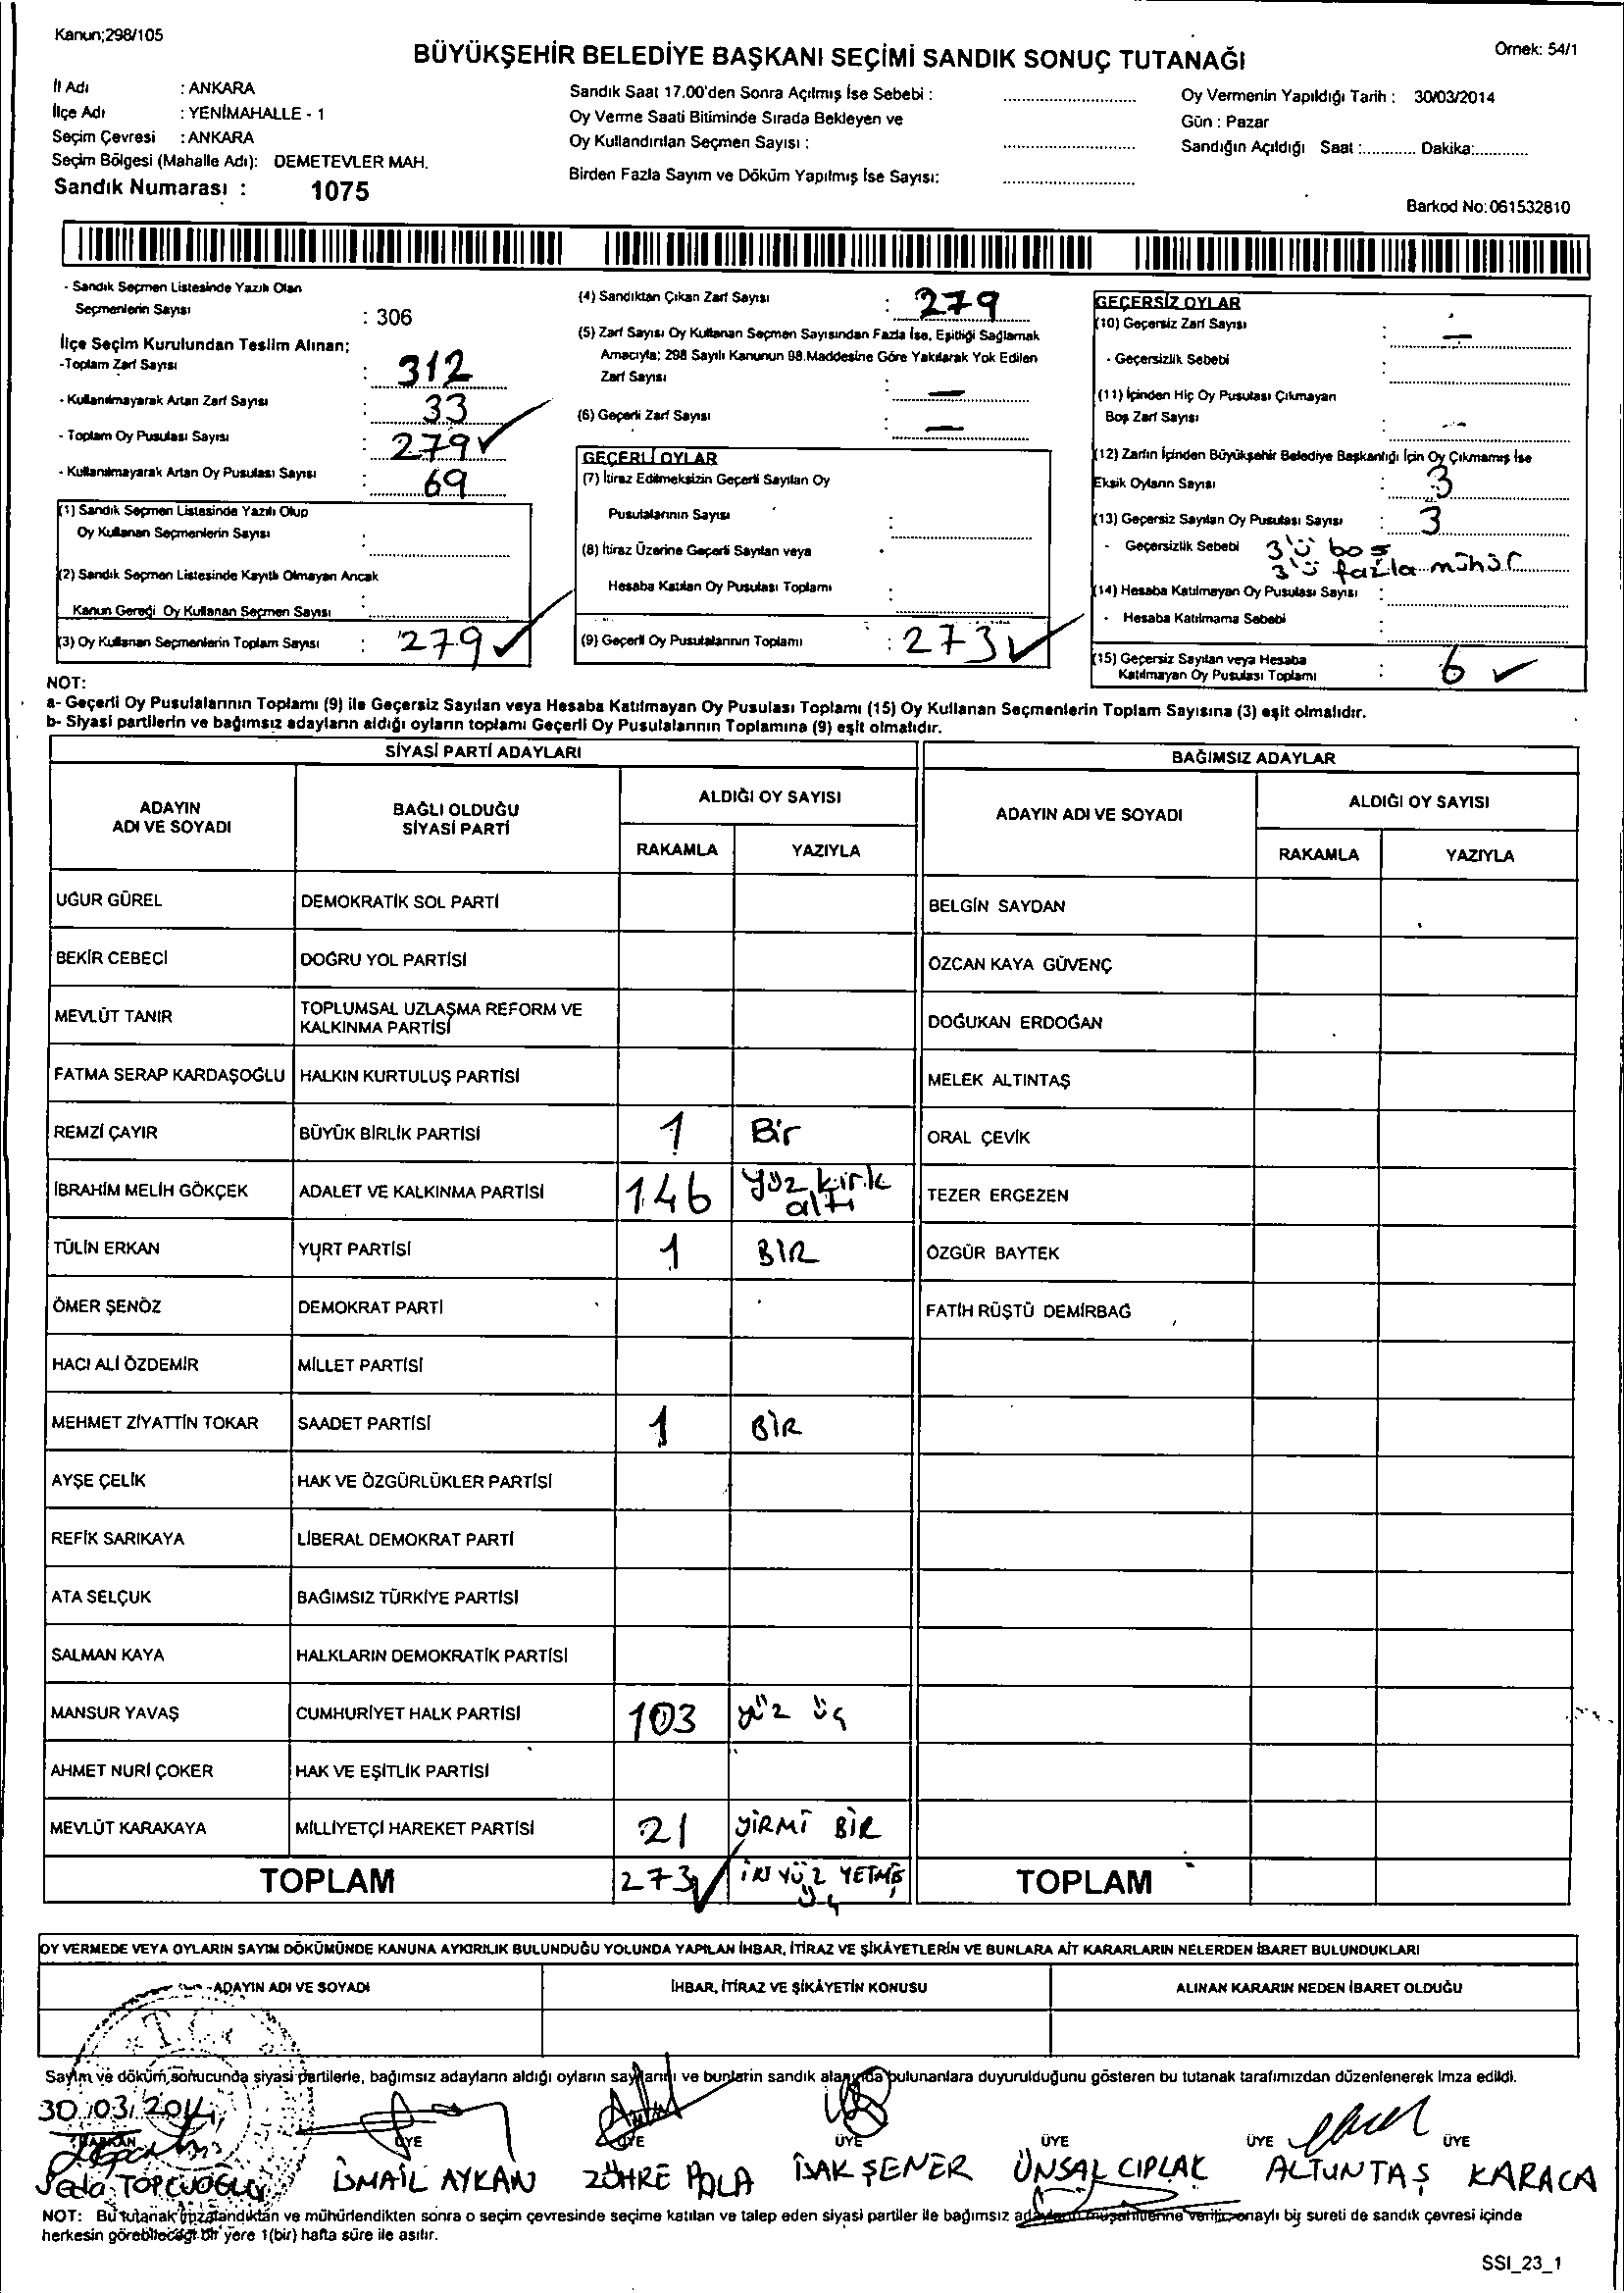 Kanun;298/105
Örnek: 54/1
BÜYÜKŞEHİR BELEDİYE BAŞKANI SEÇİMİ SANDIK SONUÇ TUTANAĞI
İl Adı : ANKARA
İlçe Adı : YENİMAHALLE - 1
Seçim Çevresi : ANKARA
Seçim Bölgesi (Mahalle Adı): DEMETEVLER MAH.
Sandık Numarası : 1075
Sandık Saat 17.00'den Sonra Açılmış İse Sebebi :
Oy Verme Saati Bitiminde Sırada Bekleyen ve
Oy Kullandırılan Seçmen Sayısı :
Birden Fazla Sayım ve Döküm Yapılmış İse Sayısı:
Oy Vermenin Yapıldığı Tarih : 30/03/2014
Gün : Pazar
Sandığın Açıldığı Saat :............ Dakika:............
Barkod No:061532810
- Sandık Seçmen Listesinde Yazılı Olan
Seçmenlerin Sayısı : 306
İlçe Seçim Kurulundan Teslim Alınan;
-Toplam Zarf Sayısı : 312
- Kullanılmayarak Artan Zarf Sayısı : 33
- Toplam Oy Pusulası Sayısı : 279
- Kullanılmayarak Artan Oy Pusulası Sayısı : 69
(1) Sandık Seçmen Listesinde Yazılı Olup
Oy Kullanan Seçmenlerin Sayısı :
(2) Sandık Seçmen Listesinde Kayıtlı Olmayan Ancak
Kanun Gereği Oy Kullanan Seçmen Sayısı :
(3) Oy Kullanan Seçmenlerin Toplam Sayısı : 279
(4) Sandıktan Çıkan Zarf Sayısı : 279
(5) Zarf Sayısı Oy Kullanan Seçmen Sayısından Fazla İse, Eşitliği Sağlamak
Amacıyla; 298 Sayılı Kanunun 98.Maddesine Göre Yakılarak Yok Edilen
Zarf Sayısı : —
(6) Geçerli Zarf Sayısı : —
GEÇERLİ OYLAR
(7) İtiraz Edilmeksizin Geçerli Sayılan Oy
Pusulalarının Sayısı :
(8) İtiraz Üzerine Geçerli Sayılan veya
Hesaba Katılan Oy Pusulası Toplamı :
(9) Geçerli Oy Pusulalarının Toplamı : 273
GEÇERSİZ OYLAR
(10) Geçersiz Zarf Sayısı : —
- Geçersizlik Sebebi :
(11) İçinden Hiç Oy Pusulası Çıkmayan
Boş Zarf Sayısı : —
(12) Zarfın İçinden Büyükşehir Belediye Başkanlığı İçin Oy Çıkmamış İse
Eksik Oyların Sayısı : 3
(13) Geçersiz Sayılan Oy Pusulası Sayısı : 3
- Geçersizlik Sebebi 3'ü boş
3'ü fazla mühür
(14) Hesaba Katılmayan Oy Pusulası Sayısı :
- Hesaba Katılmama Sebebi :
(15) Geçersiz Sayılan veya Hesaba
Katılmayan Oy Pusulası Toplamı : 6
NOT:
a- Geçerli Oy Pusulalarının Toplamı (9) ile Geçersiz Sayılan veya Hesaba Katılmayan Oy Pusulası Toplamı (15) Oy Kullanan Seçmenlerin Toplam Sayısına (3) eşit olmalıdır.
b- Siyasi partilerin ve bağımsız adayların aldığı oyların toplamı Geçerli Oy Pusulalarının Toplamına (9) eşit olmalıdır.
SİYASİ PARTİ ADAYLARI
BAĞIMSIZ ADAYLAR
ADAYIN
ADI VE SOYADI
BAĞLI OLDUĞU
SİYASİ PARTİ
ALDIĞI OY SAYISI
RAKAMLA YAZIYLA
ADAYIN ADI VE SOYADI
ALDIĞI OY SAYISI
RAKAMLA YAZIYLA
UĞUR GÜREL DEMOKRATİK SOL PARTİ BELGİN SAYDAN
BEKİR CEBECİ DOĞRU YOL PARTİSİ ÖZCAN KAYA GÜVENÇ
MEVLÜT TANIR TOPLUMSAL UZLAŞMA REFORM VE
KALKINMA PARTİSİ DOĞUKAN ERDOĞAN
FATMA SERAP KARDAŞOĞLU HALKIN KURTULUŞ PARTİSİ MELEK ALTINTAŞ
REMZİ ÇAYIR BÜYÜK BİRLİK PARTİSİ 1 Bir ORAL ÇEVİK
İBRAHİM MELİH GÖKÇEK ADALET VE KALKINMA PARTİSİ 146 yüz kırk
altı TEZER ERGEZEN
TÜLİN ERKAN YURT PARTİSİ 1 BİR ÖZGÜR BAYTEK
ÖMER ŞENÖZ DEMOKRAT PARTİ FATİH RÜŞTÜ DEMİRBAĞ
HACI ALİ ÖZDEMİR MİLLET PARTİSİ
MEHMET ZİYATTİN TOKAR SAADET PARTİSİ 1 BİR
AYŞE ÇELİK HAK VE ÖZGÜRLÜKLER PARTİSİ
REFİK SARIKAYA LİBERAL DEMOKRAT PARTİ
ATA SELÇUK BAĞIMSIZ TÜRKİYE PARTİSİ
SALMAN KAYA HALKLARIN DEMOKRATİK PARTİSİ
MANSUR YAVAŞ CUMHURİYET HALK PARTİSİ 103 yüz üç
AHMET NURİ ÇOKER HAK VE EŞİTLİK PARTİSİ
MEVLÜT KARAKAYA MİLLİYETÇİ HAREKET PARTİSİ 21 YİRMİ BİR
TOPLAM 273 İKİ YÜZ YETMİŞ
ÜÇ TOPLAM
OY VERMEDE VEYA OYLARIN SAYIM DÖKÜMÜNDE KANUNA AYKIRILIK BULUNDUĞU YOLUNDA YAPILAN İHBAR, İTİRAZ VE ŞİKÂYETLERİN VE BUNLARA AİT KARARLARIN NELERDEN İBARET BULUNDUKLARI
ADAYIN ADI VE SOYADI İHBAR, İTİRAZ VE ŞİKÂYETİN KONUSU ALINAN KARARIN NEDEN İBARET OLDUĞU
Sayım ve döküm sonucunda siyasi partilerle, bağımsız adayların aldığı oyların sayılarını ve bunların sandık alanında bulunanlara duyurulduğunu gösteren bu tutanak tarafımızdan düzenlenerek imza edildi.
30/03/2014
BAŞKAN ÜYE ÜYE ÜYE ÜYE ÜYE ÜYE
Seda TOPCUOĞLU İSMAİL AYKAN ZÖHRE POLA İSAK ŞENER ÜNSAL CIPLAK ALTUNTAŞ KARACA
NOT: Bu tutanak imzalandıktan ve mühürlendikten sonra o seçim çevresinde seçime katılan ve talep eden siyasi partiler ile bağımsız adayların müşahitlerine verilir, onaylı bir sureti de sandık çevresi içinde
herkesin görebileceği bir yere 1(bir) hafta süre ile asılır.
SSI_23_1